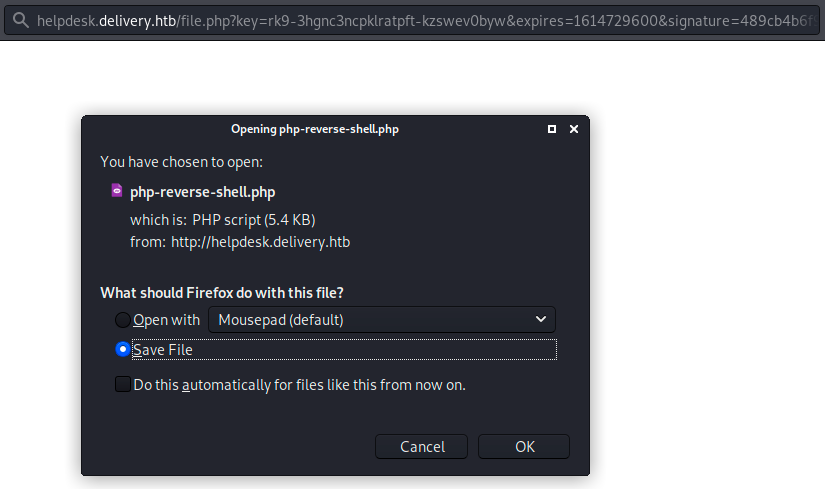 helpdesk.delivery.htb/file.php?key=rk9-3hgnc3ncpklratpft-kzswev0byw&expires=1614729600&signature=489cb4b6f
Opening php-reverse-shell.php
You have chosen to open:
php-reverse-shell.php
which is: PHP script (5.4 KB)
from: http://helpdesk.delivery.htb
What should Firefox do with this file?
Open with Mousepad (default)
Save File
Do this automatically for files like this from now on.
Cancel OK